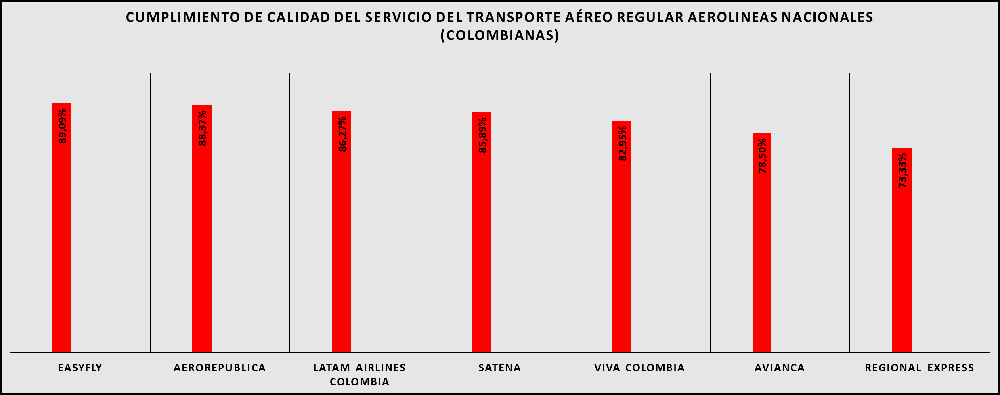 CUMPLIMIENTO DE CALIDAD DEL SERVICIO DEL TRANSPORTE AÉREO REGULAR AEROLINEAS NACIONALES
(COLOMBIANAS)
89,09%
88,37%
86,27%
85,89%
82,95%
78,50%
73,33%
EASYFLY
AEROREPUBLICA
LATAM AIRLINES
COLOMBIA
SATENA
VIVA COLOMBIA
AVIANCA
REGIONAL EXPRESS